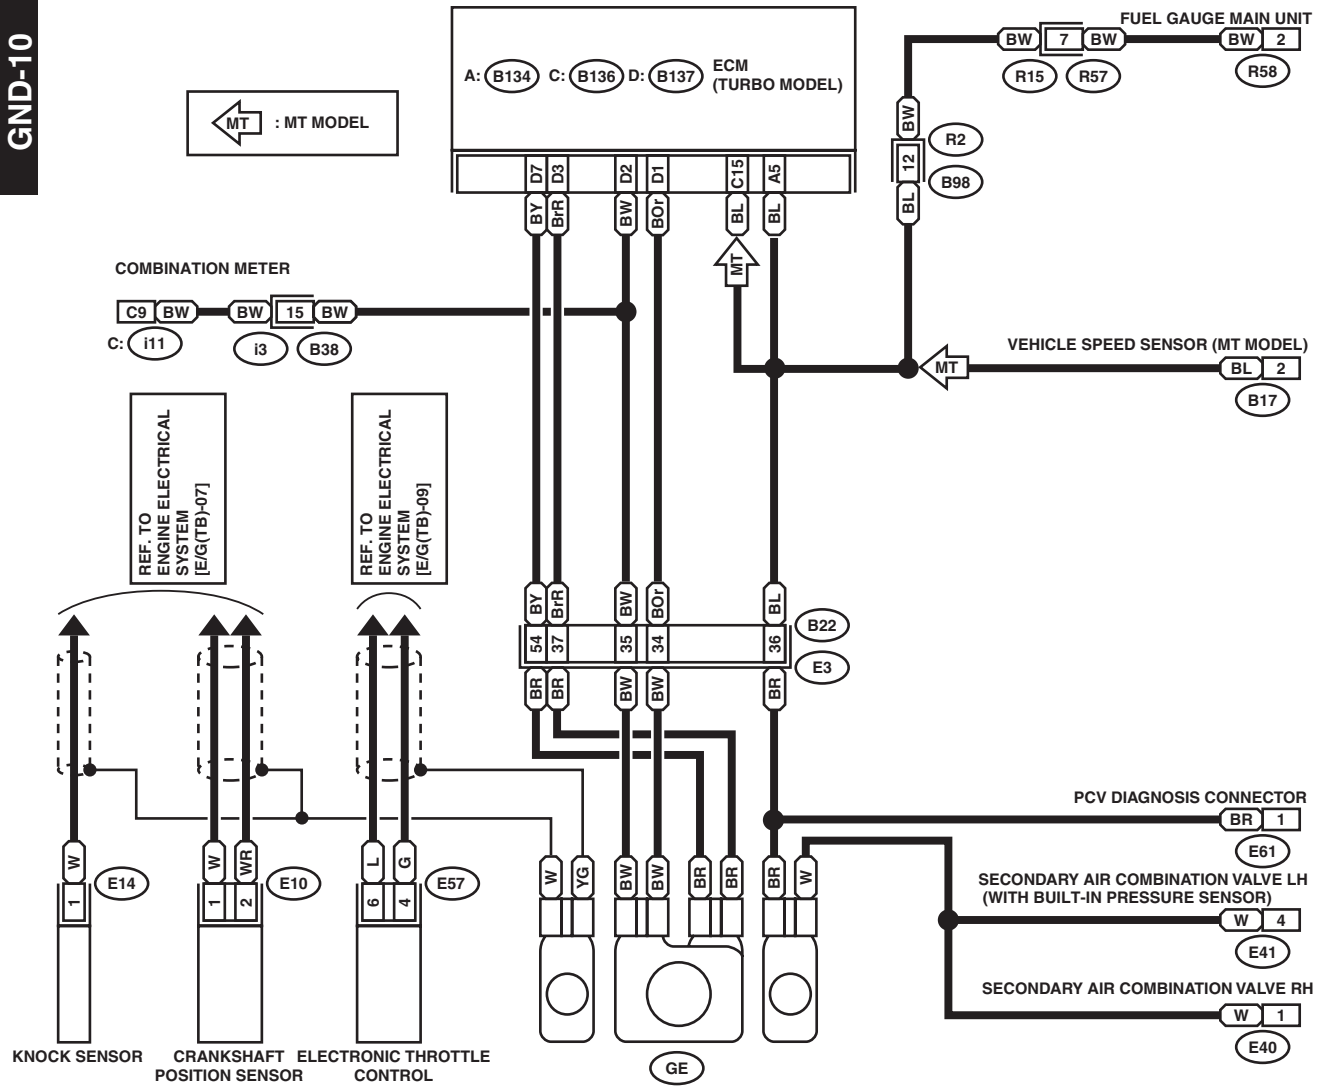 GND-10
MT : MT MODEL
A: B134 C: B136 D: B137
ECM
(TURBO MODEL)
D7 D3 D2 D1 C15 A5
BY BrR BW BOr BL BL
MT
FUEL GAUGE MAIN UNIT
BW 7 BW BW 2
R15 R57 R58
BW
R2
12
B98
BL
COMBINATION METER
C9 BW BW 15 BW
C: i11 i3 B38
VEHICLE SPEED SENSOR (MT MODEL)
MT BL 2
B17
REF. TO
ENGINE ELECTRICAL
SYSTEM
[E/G(TB)-07]
REF. TO
ENGINE ELECTRICAL
SYSTEM
[E/G(TB)-09]
BY BrR BW BOr BL
B22
54 37 35 34 36
E3
BR BR BW BW BR
PCV DIAGNOSIS CONNECTOR
BR 1
E61
SECONDARY AIR COMBINATION VALVE LH
(WITH BUILT-IN PRESSURE SENSOR)
W 4
E41
SECONDARY AIR COMBINATION VALVE RH
W 1
E40
W W WR L G
E14 E10 E57
1 1 2 6 4
W YG BW BW BR BR BR W
GE
KNOCK SENSOR
CRANKSHAFT
POSITION SENSOR
ELECTRONIC THROTTLE
CONTROL